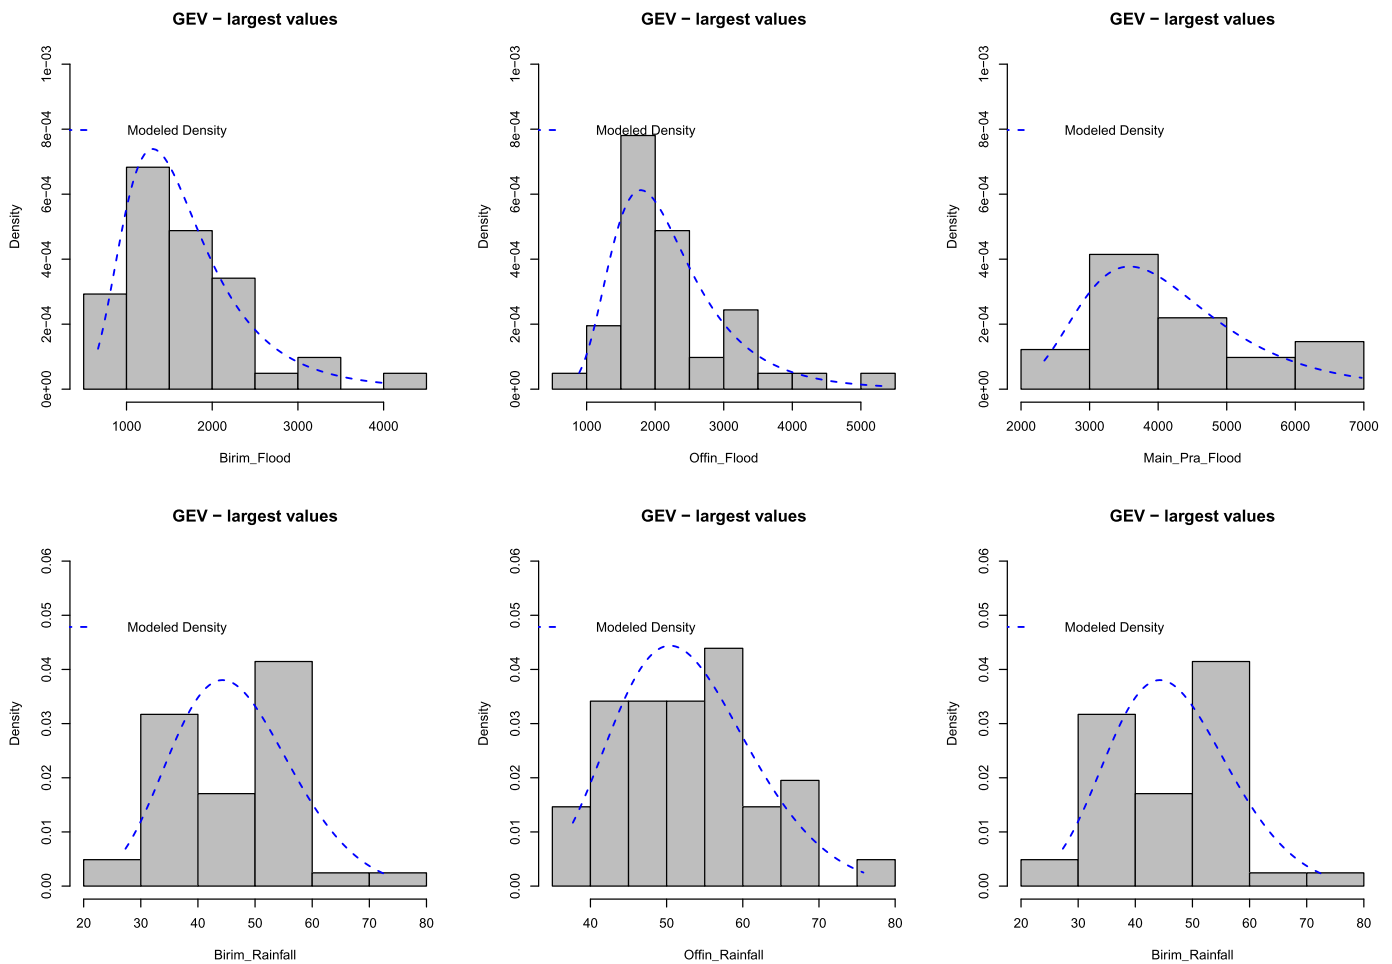 GEV − largest values
1e−03
8e−04
6e−04
4e−04
2e−04
0e+00
Density
Modeled Density
1000 2000 3000 4000
Birim_Flood
GEV − largest values
1e−03
8e−04
6e−04
4e−04
2e−04
0e+00
Density
Modeled Density
1000 2000 3000 4000 5000
Offin_Flood
GEV − largest values
1e−03
8e−04
6e−04
4e−04
2e−04
0e+00
Density
Modeled Density
2000 3000 4000 5000 6000 7000
Main_Pra_Flood
GEV − largest values
0.06
0.05
0.04
0.03
0.02
0.01
0.00
Density
Modeled Density
20 30 40 50 60 70 80
Birim_Rainfall
GEV − largest values
0.06
0.05
0.04
0.03
0.02
0.01
0.00
Density
Modeled Density
40 50 60 70 80
Offin_Rainfall
GEV − largest values
0.06
0.05
0.04
0.03
0.02
0.01
0.00
Density
Modeled Density
20 30 40 50 60 70 80
Birim_Rainfall